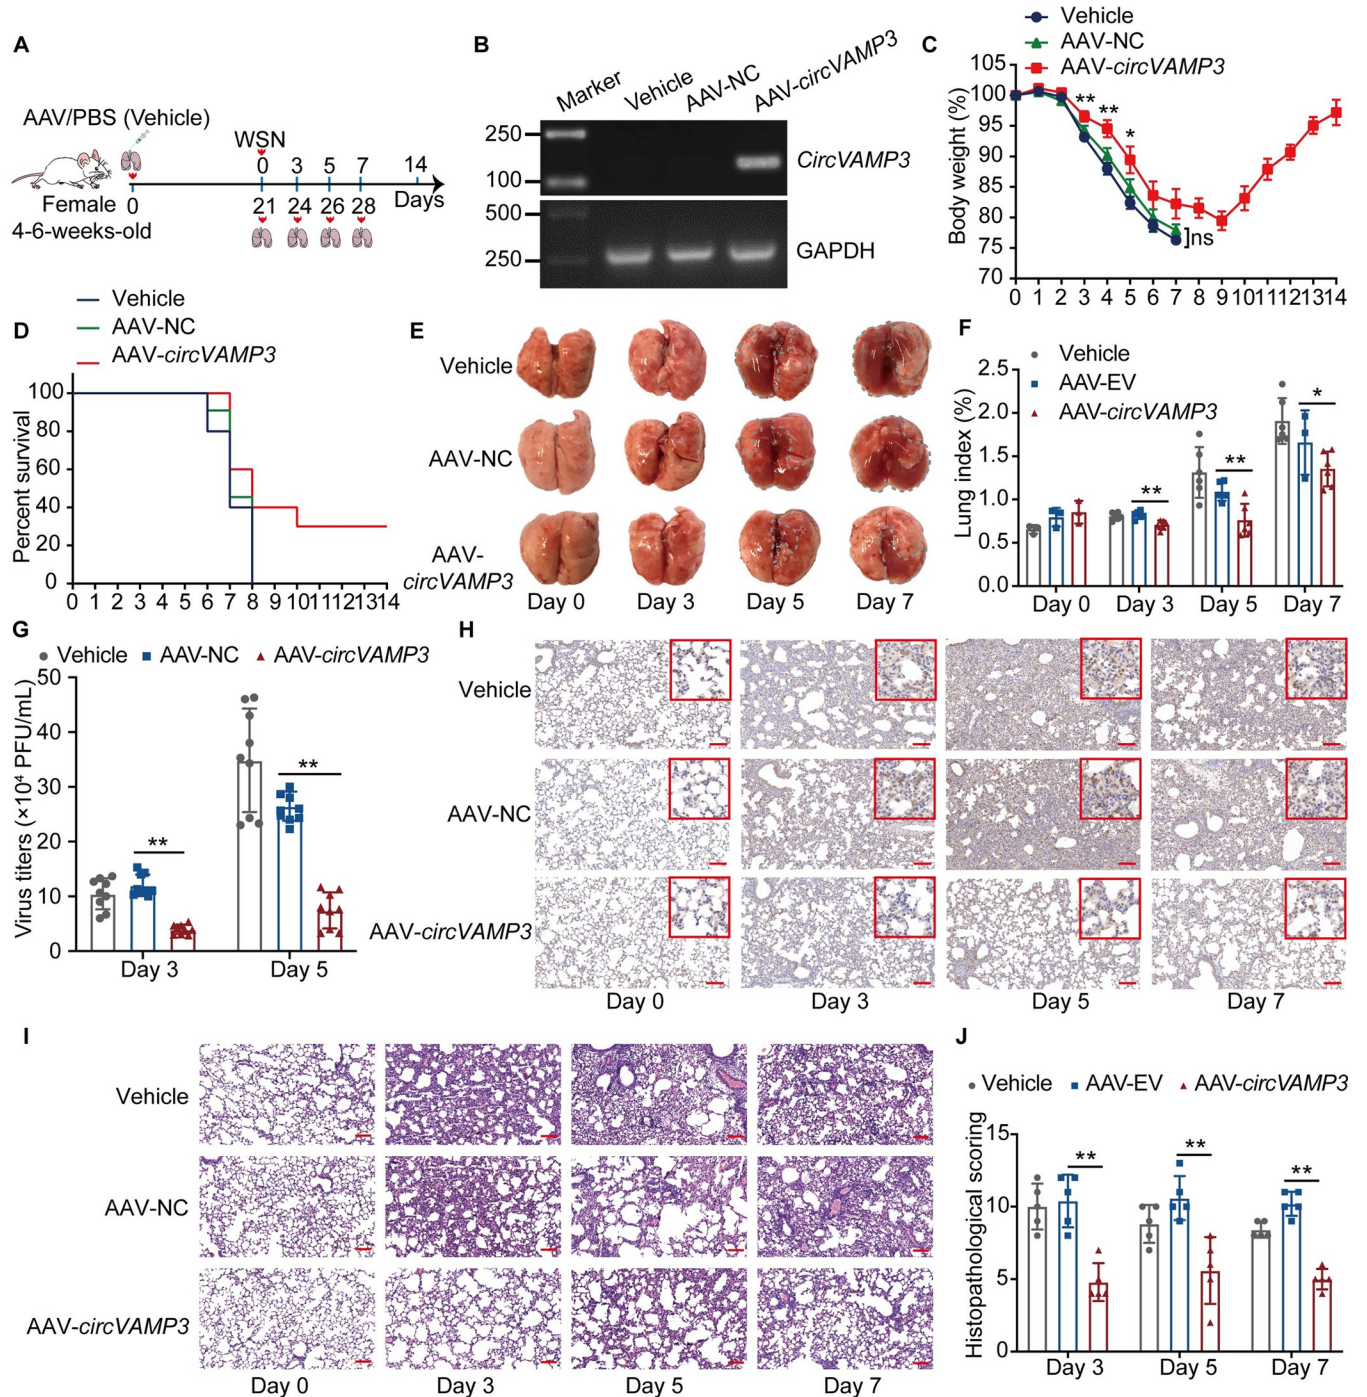 A
AAV/PBS (Vehicle)
WSN
0 3 5 7 14
Days
Female 0 21 24 26 28
4-6-weeks-old
B
Marker Vehicle AAV-NC AAV-circVAMP3
250
100
CircVAMP3
500
250
GAPDH
C
Vehicle
AAV-NC
AAV-circVAMP3
Body weight (%)
105
100
95
90
85
80
75
70
** ** *
ns
0 1 2 3 4 5 6 7 8 9 10 11 12 13 14
D
Vehicle
AAV-NC
AAV-circVAMP3
Percent survival
100
80
60
40
20
0
0 1 2 3 4 5 6 7 8 9 10 11 12 13 14
E
Vehicle
AAV-NC
AAV-
circVAMP3
Day 0 Day 3 Day 5 Day 7
F
Vehicle
AAV-EV
AAV-circVAMP3
Lung index (%)
2.5
2.0
1.5
1.0
0.5
0.0
** ** *
Day 0 Day 3 Day 5 Day 7
G
Vehicle AAV-NC AAV-circVAMP3
Virus titers (×10⁴ PFU/mL)
50
40
30
20
10
0
** **
Day 3 Day 5
H
Vehicle
AAV-NC
AAV-circVAMP3
Day 0 Day 3 Day 5 Day 7
I
Vehicle
AAV-NC
AAV-circVAMP3
Day 0 Day 3 Day 5 Day 7
J
Vehicle AAV-EV AAV-circVAMP3
Histopathological scoring
15
10
5
0
** ** **
Day 3 Day 5 Day 7